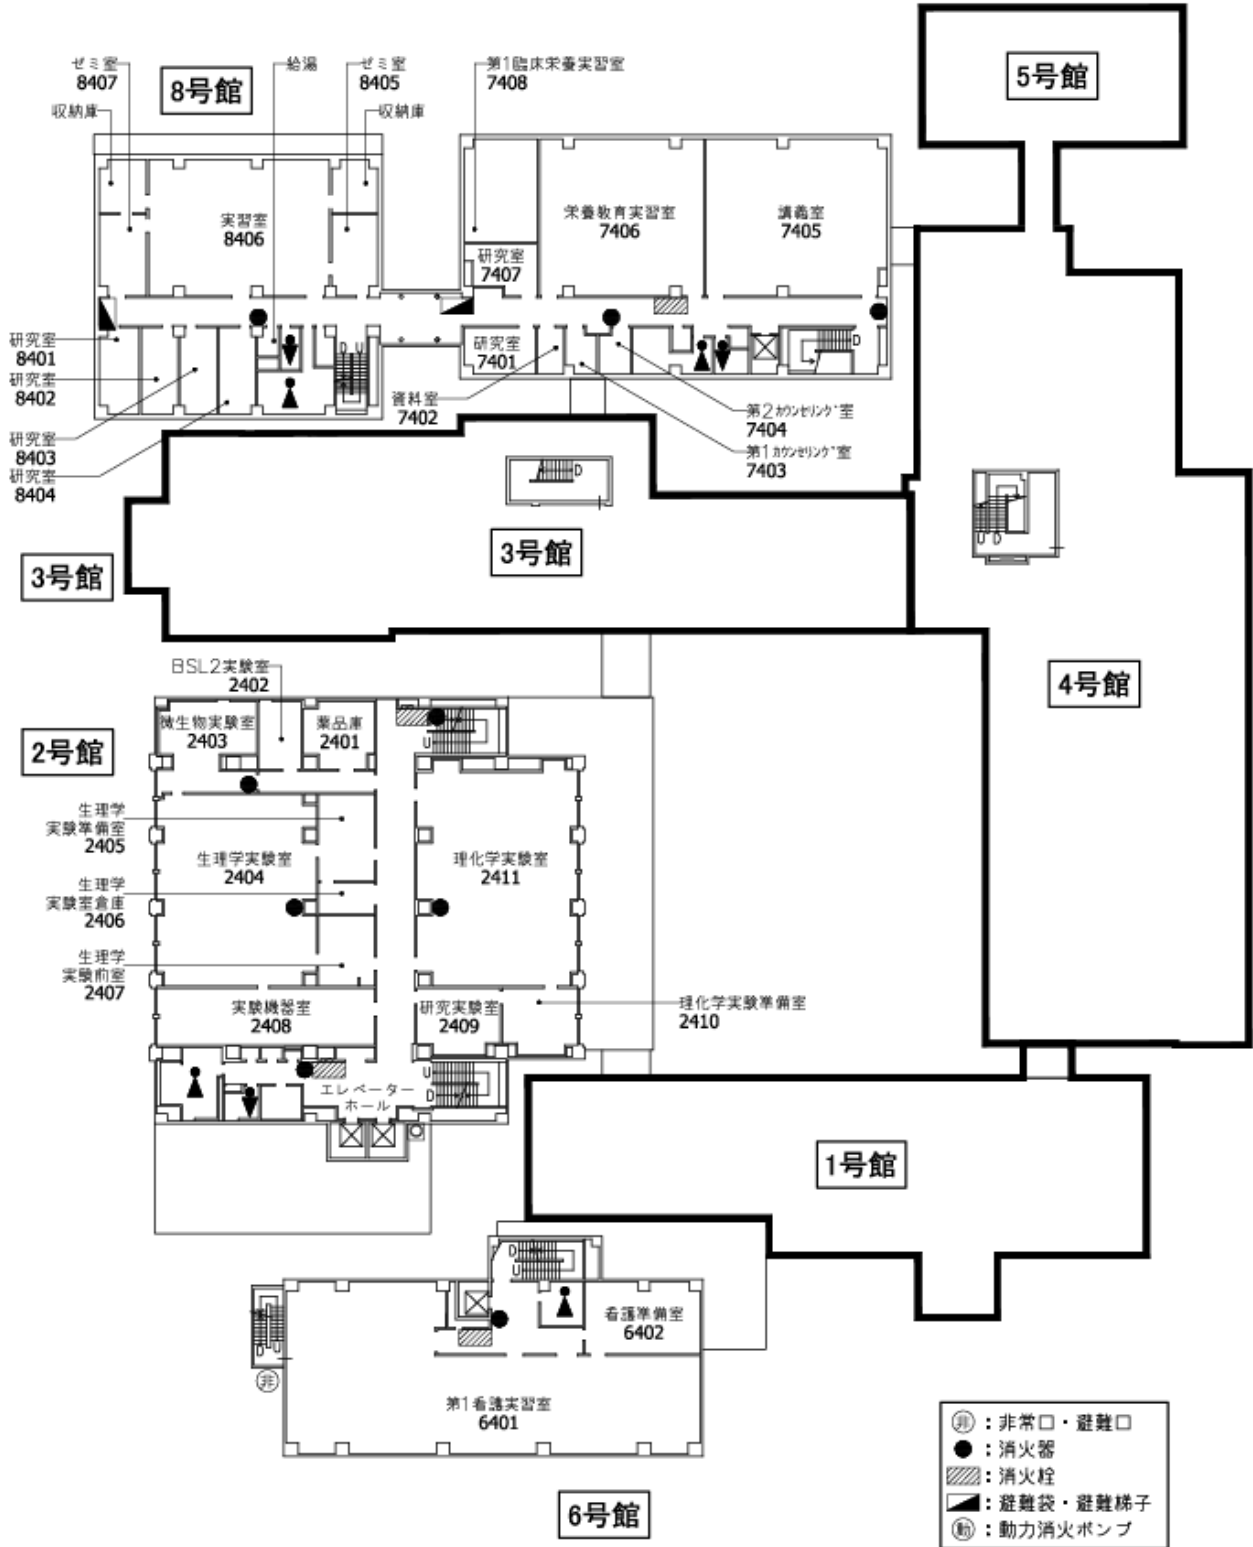 5号館
8号館
ゼミ室
8407
収納庫
給湯
ゼミ室
8405
収納庫
第1臨床栄養実習室
7408
実習室
8406
栄養教育実習室
7406
講義室
7405
研究室
7407
研究室
7401
研究室
8401
研究室
8402
研究室
8403
研究室
8404
D U
D
資料室
7402
第2カウンセリング室
7404
第1カウンセリング室
7403
D
3号館
3号館
U D
4号館
2号館
BSL2実験室
2402
微生物実験室
2403
薬品庫
2401
U
生理学
実験準備室
2405
生理学実験室
2404
理化学実験室
2411
生理学
実験室倉庫
2406
生理学
実験前室
2407
実験機器室
2408
研究実験室
2409
理化学実験準備室
2410
エレベーター
ホール
U
D
1号館
D
U
看護準備室
6402
U D
非
第1看護実習室
6401
6号館
非：非常口・避難口
●：消火器
：消火栓
：避難袋・避難梯子
動：動力消火ポンプ